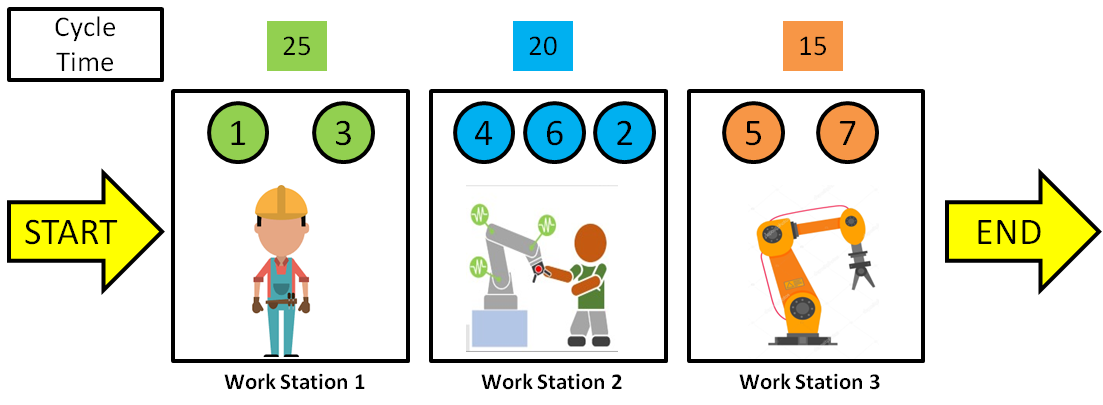 Cycle
Time
25
20
15
1
3
4
6
2
5
7
START
END
Work Station 1
Work Station 2
Work Station 3